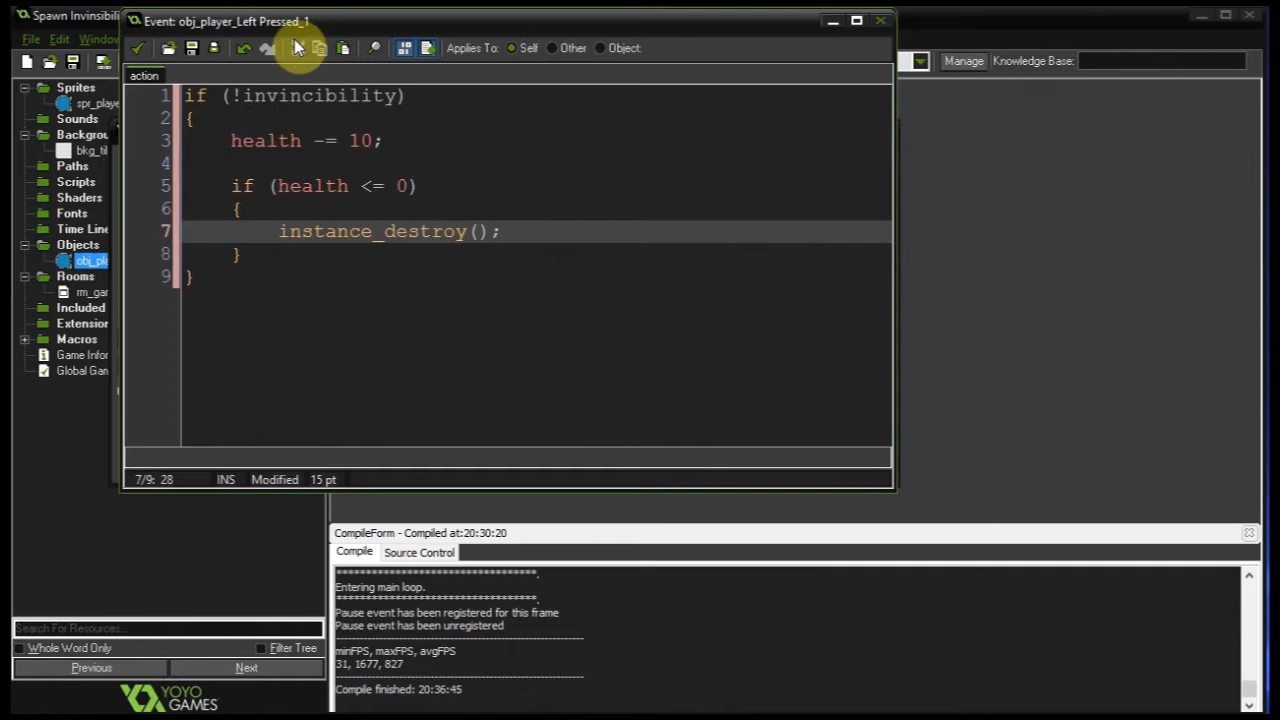 Spawn Invinsibili
Event: obj_player_Left Pressed_1
File Edit Window
Applies To: Self Other Object:
Manage Knowledge Base:
action
1 if (!invincibility)
2 {
3 health -= 10;
4
5 if (health <= 0)
6 {
7 instance_destroy();
8 }
9 }
Sprites
spr_playe
Sounds
Backgrou
bkg_til
Paths
Scripts
Shaders
Fonts
Time Line
Objects
obj_pla
Rooms
rm_gar
Included
Extension
Macros
Game Infor
Global Gam
7/9: 28 INS Modified 15 pt
CompileForm - Compiled at:20:30:20
Compile Source Control
***********************************.
Entering main loop.
***********************************.
Pause event has been registered for this frame
Pause event has been unregistered
----------------------------------------------------------
minFPS, maxFPS, avgFPS
31, 1677, 827
----------------------------------------------------------
Compile finished: 20:36:45
Search For Resources...
Whole Word Only Filter Tree
Previous Next
YOYO
GAMES